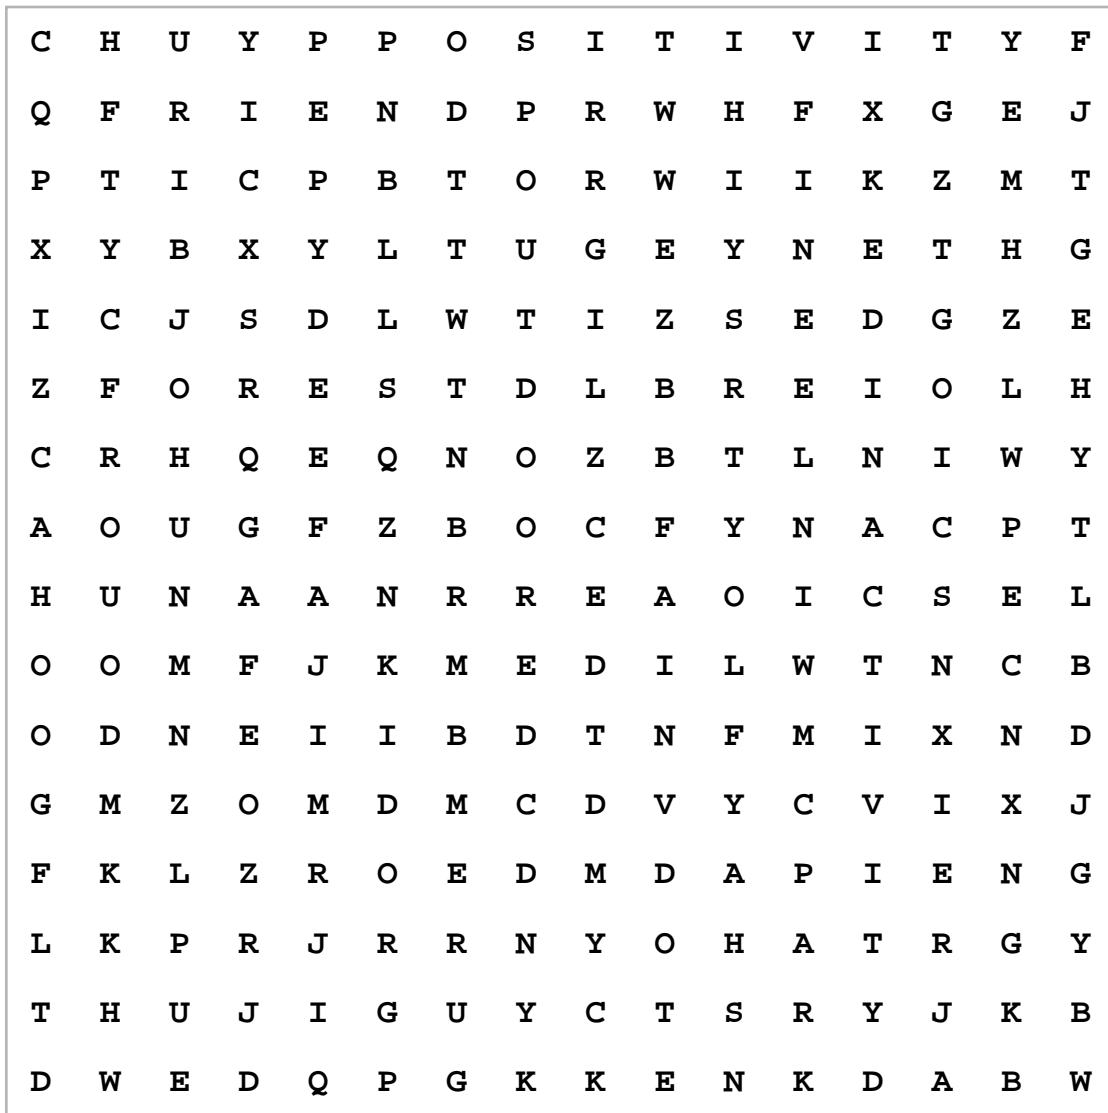 C H U Y P P O S I T I V I T Y F
Q F R I E N D P R W H F X G E J
P T I C P B T O R W I I K Z M T
X Y B X Y L T U G E Y N E T H G
I C J S D L W T I Z S E D G Z E
Z F O R E S T D L B R E I O L H
C R H Q E Q N O Z B T L N I W Y
A O U G F Z B O C F Y N A C P T
H U N A A N R R E A O I C S E L
O O M F J K M E D I L W T N C B
O D N E I I B D T N F M I X N D
G M Z O M D M C D V Y C V I X J
F K L Z R O E D M D A P I E N G
L K P R J R R N Y O H A T R G Y
T H U J I G U Y C T S R Y J K B
D W E D Q P G K K E N K D A B W